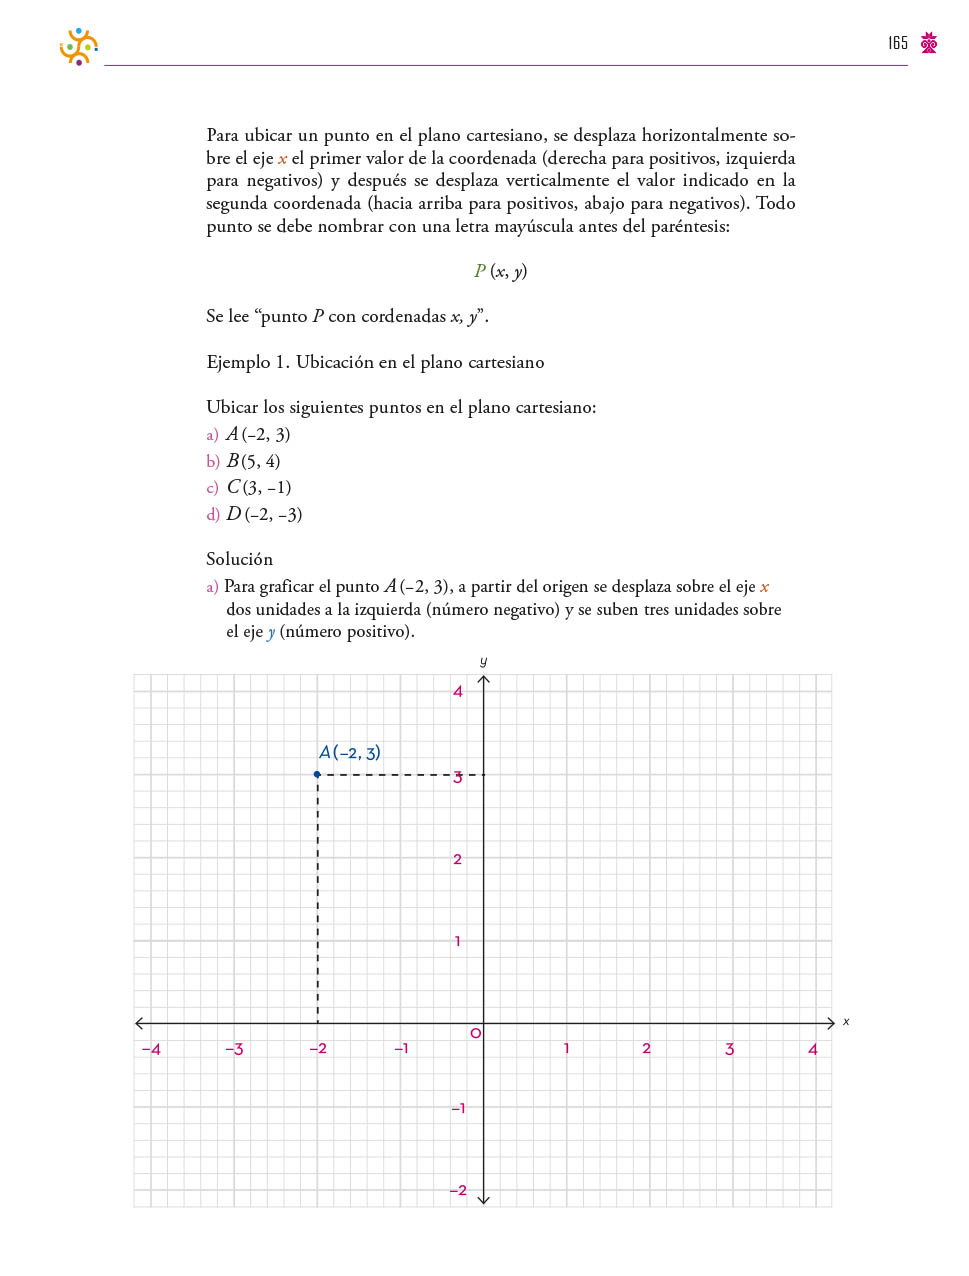 165
Para ubicar un punto en el plano cartesiano, se desplaza horizontalmente so-
bre el eje x el primer valor de la coordenada (derecha para positivos, izquierda
para negativos) y después se desplaza verticalmente el valor indicado en la
segunda coordenada (hacia arriba para positivos, abajo para negativos). Todo
punto se debe nombrar con una letra mayúscula antes del paréntesis:
P (x, y)
Se lee “punto P con cordenadas x, y”.
Ejemplo 1. Ubicación en el plano cartesiano
Ubicar los siguientes puntos en el plano cartesiano:
a) A (–2, 3)
b) B (5, 4)
c) C (3, –1)
d) D (–2, –3)
Solución
a) Para graficar el punto A (–2, 3), a partir del origen se desplaza sobre el eje x
dos unidades a la izquierda (número negativo) y se suben tres unidades sobre
el eje y (número positivo).
y
4
A (–2, 3)
3
2
1
x
O
–4 –3 –2 –1 1 2 3 4
–1
–2